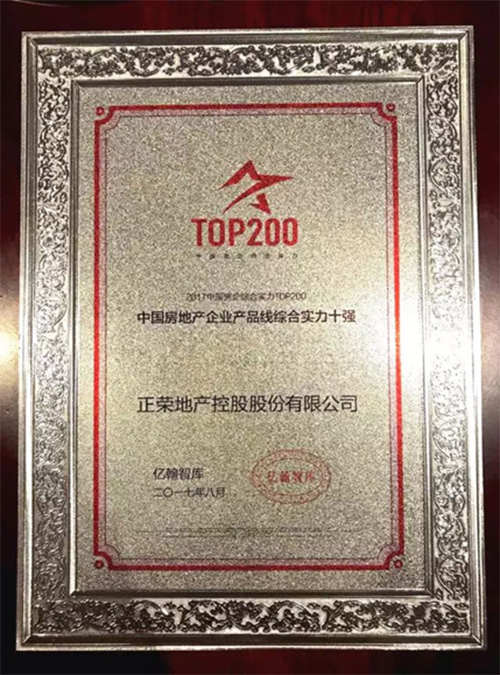 TOP200
2017中国房企综合实力TOP200
中国房地产企业产品线综合实力十强
正荣地产控股股份有限公司
亿翰智库
亿翰智库
二〇一七年八月